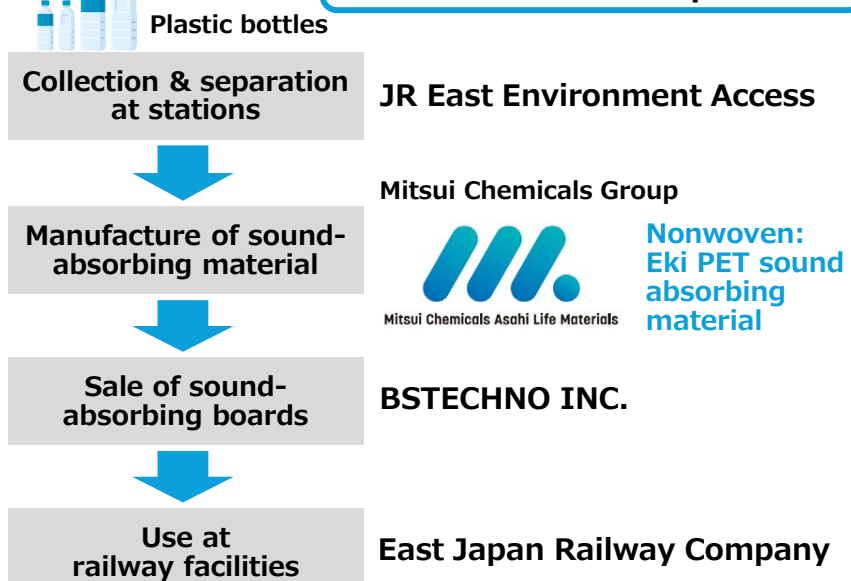 Plastic bottles
Collection & separation
at stations
JR East Environment Access
Mitsui Chemicals Group
Manufacture of sound-
absorbing material
Mitsui Chemicals Asahi Life Materials
Nonwoven:
Eki PET sound
absorbing
material
Sale of sound-
absorbing boards
BSTECHNO INC.
Use at
railway facilities
East Japan Railway Company